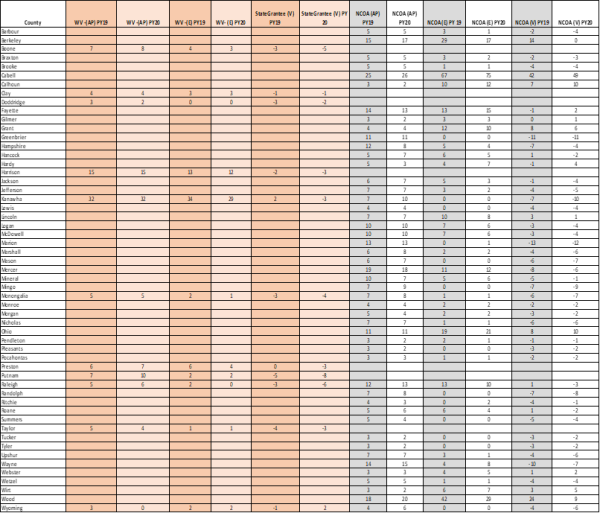 County WV -(AP) PY19 WV -(AP) PY20 WV -(E) PY19 WV- (E) PY20 StateGrantee (V) PY19 StateGrantee (V) PY 20 NCOA (AP) PY19 NCOA (AP) PY20 NCOA (E) PY 19 NCOA (E) PY20 NCOA (V) PY19 NCOA (V) PY20
Barbour 5 5 3 1 -2 -4
Berkeley 15 17 29 17 14 0
Boone 7 8 4 3 -3 -5
Braxton 5 5 3 2 -2 -3
Brooke 5 5 1 1 -4 -4
Cabell 25 26 67 75 42 49
Calhoun 3 2 10 12 7 10
Clay 4 4 3 3 -1 -1
Doddridge 3 2 0 0 -3 -2
Fayette 14 13 13 15 -1 2
Gilmer 3 2 3 3 0 1
Grant 4 4 12 10 8 6
Greenbrier 11 11 0 0 -11 -11
Hampshire 12 8 5 4 -7 -4
Hancock 5 7 6 5 1 -2
Hardy 5 3 4 7 -1 4
Harrison 15 15 13 12 -2 -3
Jackson 6 7 5 3 -1 -4
Jefferson 7 7 3 2 -4 -5
Kanawha 32 32 34 29 2 -3 7 10 0 0 -7 -10
Lewis 4 4 0 0 -4 -4
Lincoln 7 7 10 8 3 1
Logan 10 10 7 6 -3 -4
McDowell 10 10 7 6 -3 -4
Marion 13 13 0 1 -13 -12
Marshall 6 8 2 2 -4 -6
Mason 6 7 0 0 -6 -7
Mercer 19 18 11 12 -8 -6
Mineral 10 7 5 6 -5 -1
Mingo 7 9 0 0 -7 -9
Monongalia 5 5 2 1 -3 -4 7 8 1 1 -6 -7
Monroe 4 4 2 2 -2 -2
Morgan 5 4 2 2 -3 -2
Nicholas 7 7 1 1 -6 -6
Ohio 11 11 19 21 8 10
Pendleton 3 2 2 1 -1 -1
Pleasants 3 2 0 0 -3 -2
Pocahontas 3 3 1 1 -2 -2
Preston 6 7 6 4 0 -3
Putnam 7 10 2 2 -5 -8
Raleigh 5 6 2 0 -3 -6 12 13 13 10 1 -3
Randolph 7 8 0 0 -7 -8
Ritchie 4 3 0 2 -4 -1
Roane 5 6 6 4 1 -2
Summers 5 4 0 0 -5 -4
Taylor 5 4 1 1 -4 -3
Tucker 3 2 0 0 -3 -2
Tyler 3 2 0 0 -3 -2
Upshur 7 7 3 1 -4 -6
Wayne 14 15 4 8 -10 -7
Webster 3 3 4 5 1 2
Wetzel 5 5 1 1 -4 -4
Wirt 3 2 6 7 3 5
Wood 18 20 42 29 24 9
Wyoming 3 0 2 2 -1 2 4 6 0 0 -4 -6